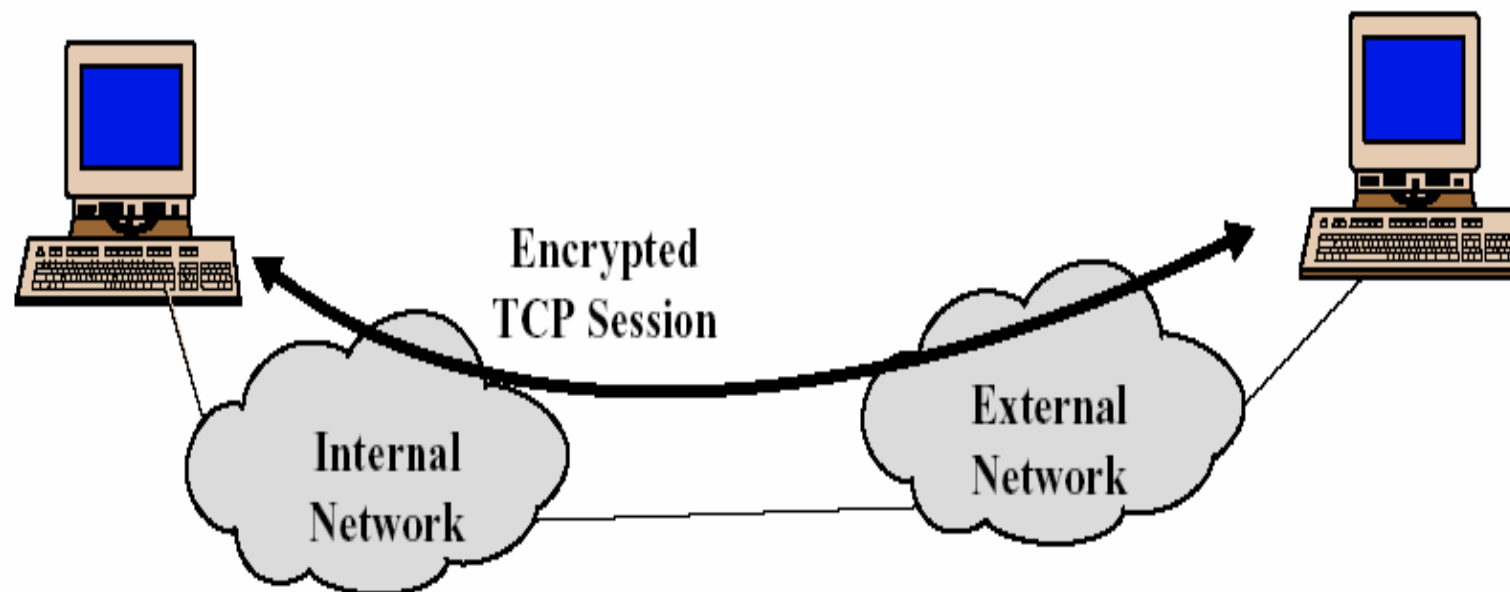 Encrypted
TCP Session
Internal
Network
External
Network